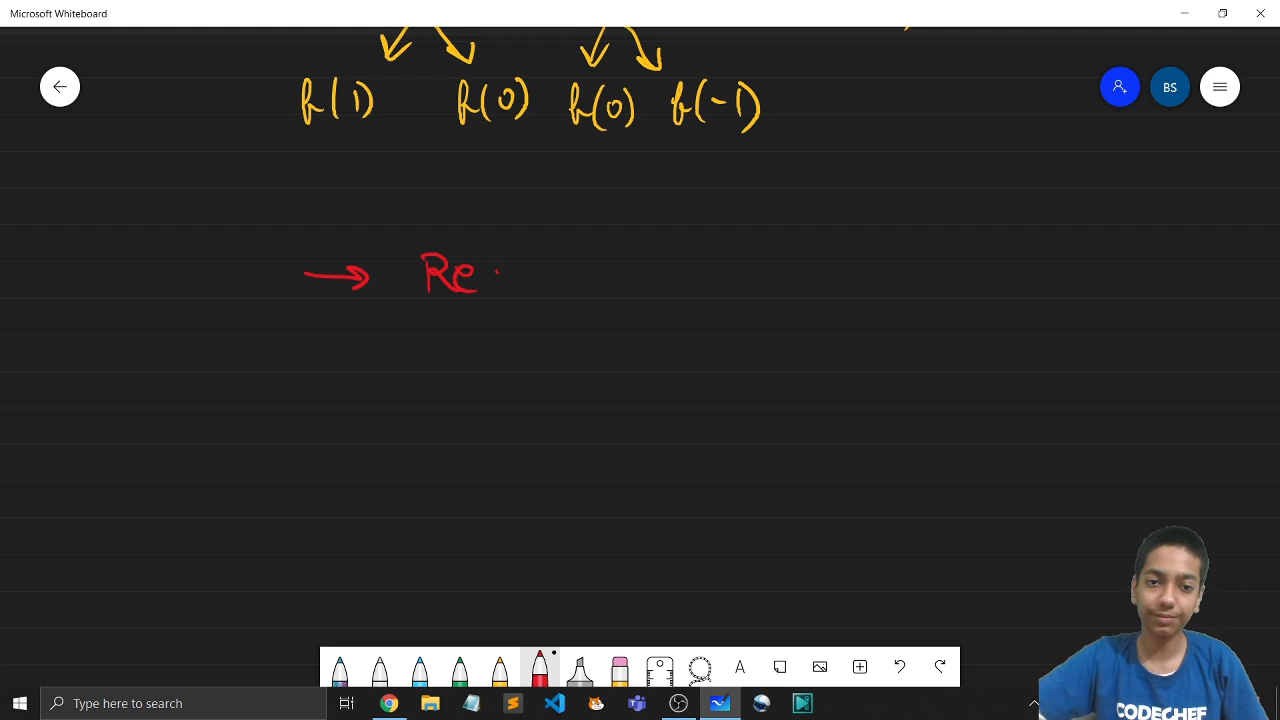 Microsoft Whiteboard
BS
f(1) f(0) f(0) f(-1)
→ Re
A
Type here to search
CODECHEF